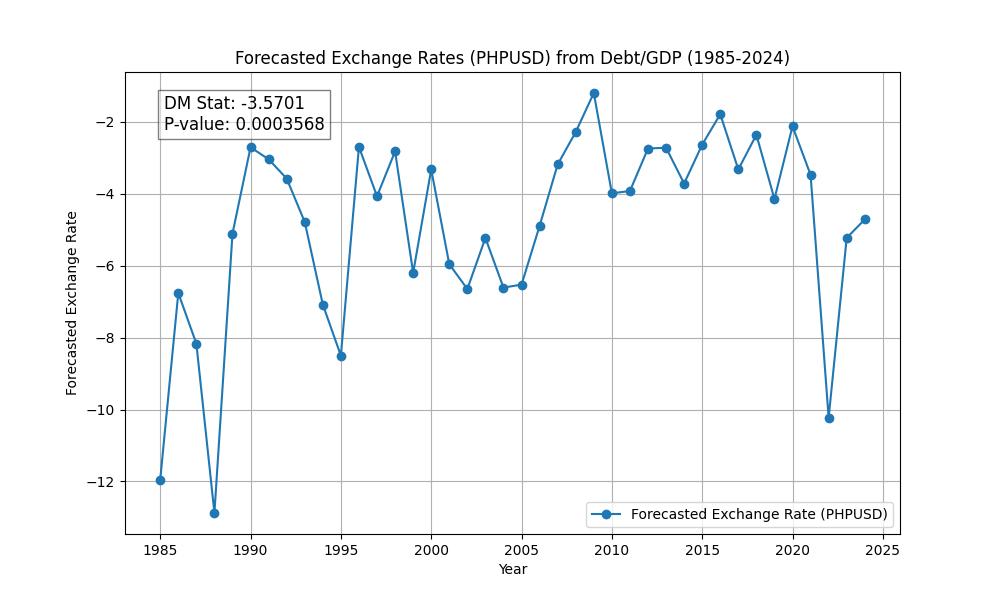 Forecasted Exchange Rates (PHPUSD) from Debt/GDP (1985-2024)
DM Stat: -3.5701
P-value: 0.0003568
Forecasted Exchange Rate
−2
−4
−6
−8
−10
−12
Forecasted Exchange Rate (PHPUSD)
1985 1990 1995 2000 2005 2010 2015 2020 2025
Year